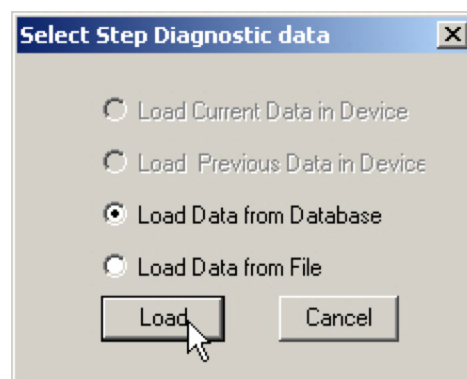 Select Step Diagnostic data
Load Current Data in Device
Load Previous Data in Device
Load Data from Database
Load Data from File
Load
Cancel